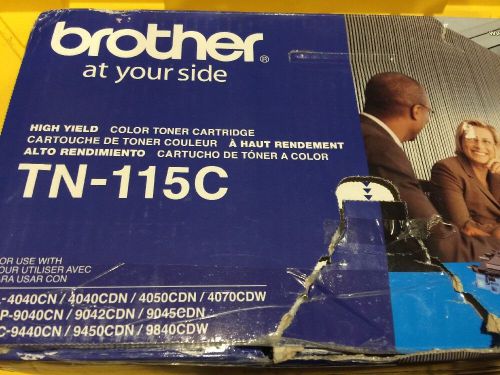 brother®
at your side
HIGH YIELD COLOR TONER CARTRIDGE
CARTOUCHE DE TONER COULEUR À HAUT RENDEMENT
ALTO RENDIMIENTO CARTUCHO DE TÓNER A COLOR
TN-115C
OR USE WITH
OUR UTILISER AVEC
ARA USAR CON
L-4040CN / 4040CDN / 4050CDN / 4070CDW
P-9040CN / 9042CDN / 9045CDN
C-9440CN / 9450CDN / 9840CDW